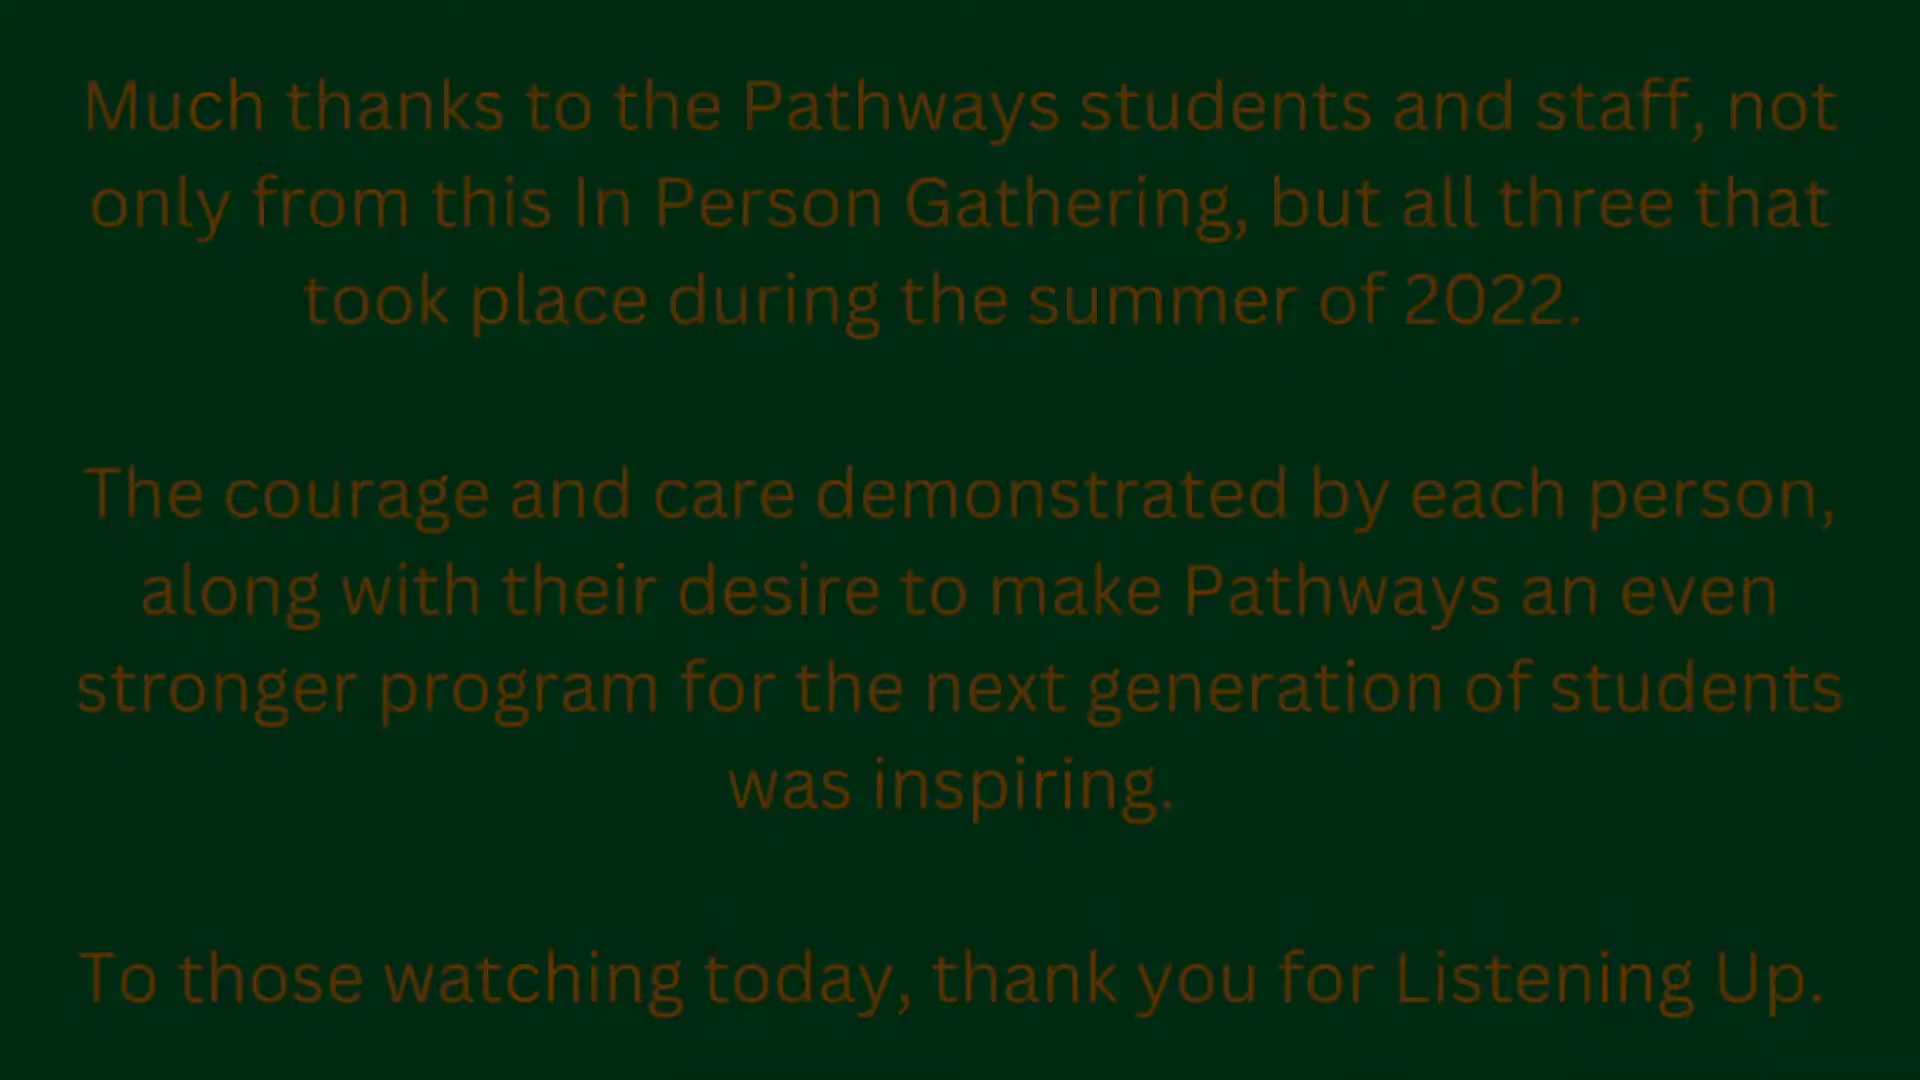 Much thanks to the Pathways students and staff, not
only from this In Person Gathering, but all three that
took place during the summer of 2022.
The courage and care demonstrated by each person,
along with their desire to make Pathways an even
stronger program for the next generation of students
was inspiring.
To those watching today, thank you for Listening Up.